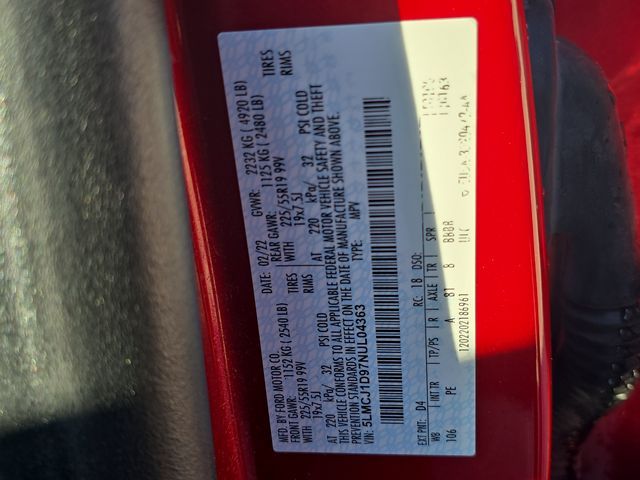 MFD. BY FORD MOTOR CO.
DATE: 02/22 GVWR: 2232 KG ( 4920 LB)
FRONT GAWR: 1152 KG ( 2540 LB) REAR GAWR: 1125 KG ( 2480 LB)
WITH 225/55R19 99V TIRES WITH 225/55R19 99V TIRES
19x7.5J RIMS 19x7.5J RIMS
AT 220 kPa/ 32 PSI COLD AT 220 kPa/ 32 PSI COLD
THIS VEHICLE CONFORMS TO ALL APPLICABLE FEDERAL MOTOR VEHICLE SAFETY AND THEFT
PREVENTION STANDARDS IN EFFECT ON THE DATE OF MANUFACTURE SHOWN ABOVE.
VIN: 5LMCJ1D97NUL04363 TYPE: MPV
EXT PNT: D4 RC: 18 DSO:
WB INT TR TP/PS R AXLE TR SPR
106 PE A 81 8 BBBR
120220218696